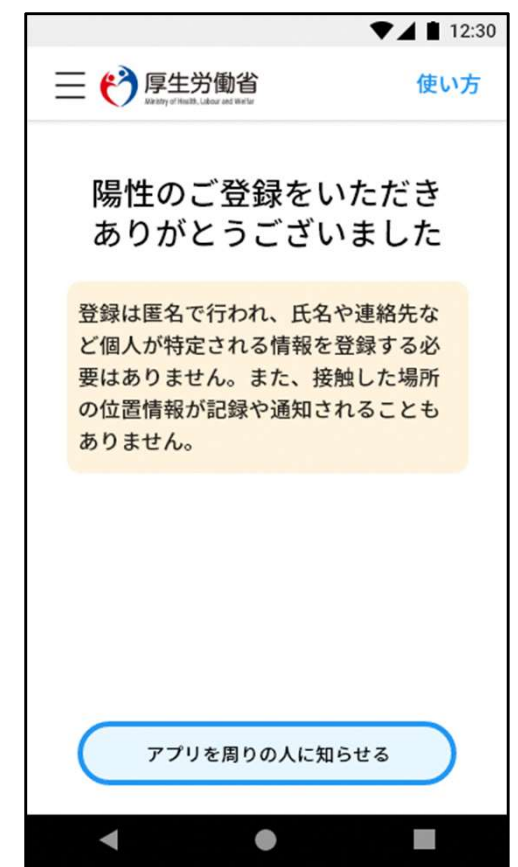 12:30
厚生労働省
Ministry of Health, Labour and Welfar
使い方
陽性のご登録をいただき
ありがとうございました
登録は匿名で行われ、氏名や連絡先な
ど個人が特定される情報を登録する必
要はありません。また、接触した場所
の位置情報が記録や通知されることも
ありません。
アプリを周りの人に知らせる